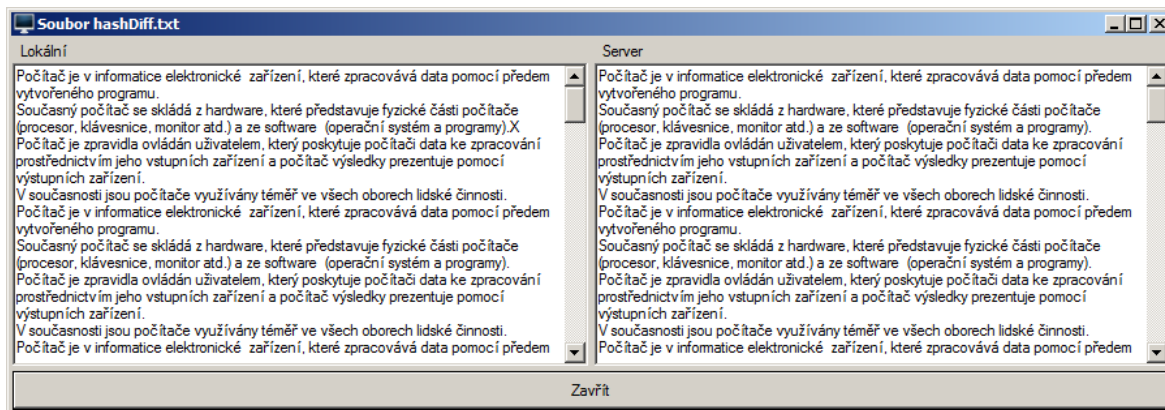 Soubor hashDiff.txt
Lokální
Počítač je v informatice elektronické  zařízení, které zpracovává data pomocí předem
vytvořeného programu.
Současný počítač se skládá z hardware, které představuje fyzické části počítače
(procesor, klávesnice, monitor atd.) a ze software  (operační systém a programy).X
Počítač je zpravidla ovládán uživatelem, který poskytuje počítači data ke zpracování
prostřednictvím jeho vstupních zařízení a počítač výsledky prezentuje pomocí
výstupních zařízení.
V současnosti jsou počítače využívány téměř ve všech oborech lidské činnosti.
Počítač je v informatice elektronické  zařízení, které zpracovává data pomocí předem
vytvořeného programu.
Současný počítač se skládá z hardware, které představuje fyzické části počítače
(procesor, klávesnice, monitor atd.) a ze software  (operační systém a programy).
Počítač je zpravidla ovládán uživatelem, který poskytuje počítači data ke zpracování
prostřednictvím jeho vstupních zařízení a počítač výsledky prezentuje pomocí
výstupních zařízení.
V současnosti jsou počítače využívány téměř ve všech oborech lidské činnosti.
Počítač je v informatice elektronické  zařízení, které zpracovává data pomocí předem
Server
Počítač je v informatice elektronické  zařízení, které zpracovává data pomocí předem
vytvořeného programu.
Současný počítač se skládá z hardware, které představuje fyzické části počítače
(procesor, klávesnice, monitor atd.) a ze software  (operační systém a programy).
Počítač je zpravidla ovládán uživatelem, který poskytuje počítači data ke zpracování
prostřednictvím jeho vstupních zařízení a počítač výsledky prezentuje pomocí
výstupních zařízení.
V současnosti jsou počítače využívány téměř ve všech oborech lidské činnosti.
Počítač je v informatice elektronické  zařízení, které zpracovává data pomocí předem
vytvořeného programu.
Současný počítač se skládá z hardware, které představuje fyzické části počítače
(procesor, klávesnice, monitor atd.) a ze software  (operační systém a programy).
Počítač je zpravidla ovládán uživatelem, který poskytuje počítači data ke zpracování
prostřednictvím jeho vstupních zařízení a počítač výsledky prezentuje pomocí
výstupních zařízení.
V současnosti jsou počítače využívány téměř ve všech oborech lidské činnosti.
Počítač je v informatice elektronické  zařízení, které zpracovává data pomocí předem
Zavřít